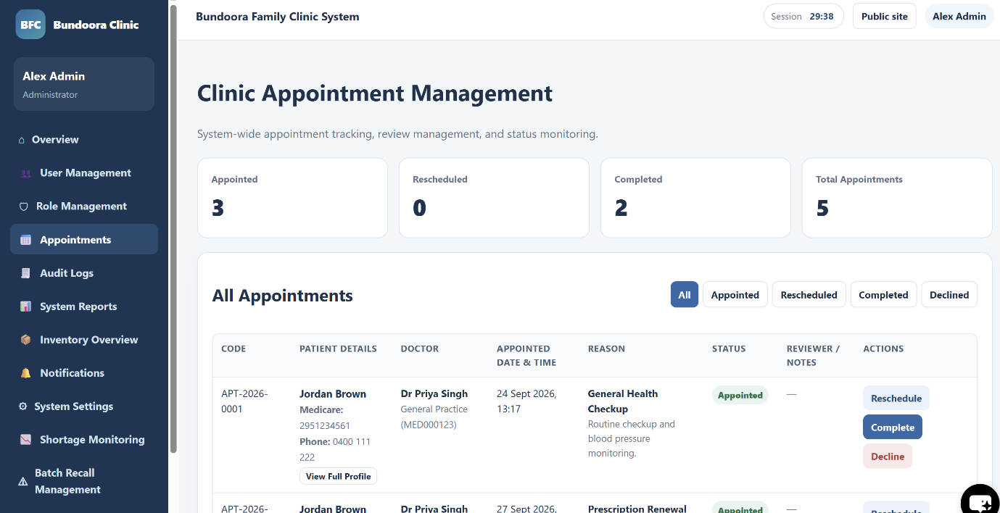 BFC Bundoora Clinic
Alex Admin
Administrator
Overview
User Management
Role Management
Appointments
Audit Logs
System Reports
Inventory Overview
Notifications
System Settings
Shortage Monitoring
Batch Recall
Management
Bundoora Family Clinic System
Session 29:38
Public site
Alex Admin
Clinic Appointment Management
System-wide appointment tracking, review management, and status monitoring.
Appointed
3
Rescheduled
0
Completed
2
Total Appointments
5
All Appointments
All
Appointed
Rescheduled
Completed
Declined
CODE
PATIENT DETAILS
DOCTOR
APPOINTED
DATE & TIME
REASON
STATUS
REVIEWER /
NOTES
ACTIONS
APT-2026-
0001
Jordan Brown
Medicare:
2951234561
Phone: 0400 111
222
View Full Profile
Dr Priya Singh
General Practice
(MED000123)
24 Sept 2026,
13:17
General Health
Checkup
Routine checkup and
blood pressure
monitoring.
Appointed
—
Reschedule
Complete
Decline
APT-2026-
Jordan Brown
Dr Priya Singh
27 Sept 2026,
Prescription Renewal
Appointed
—
Reschedule